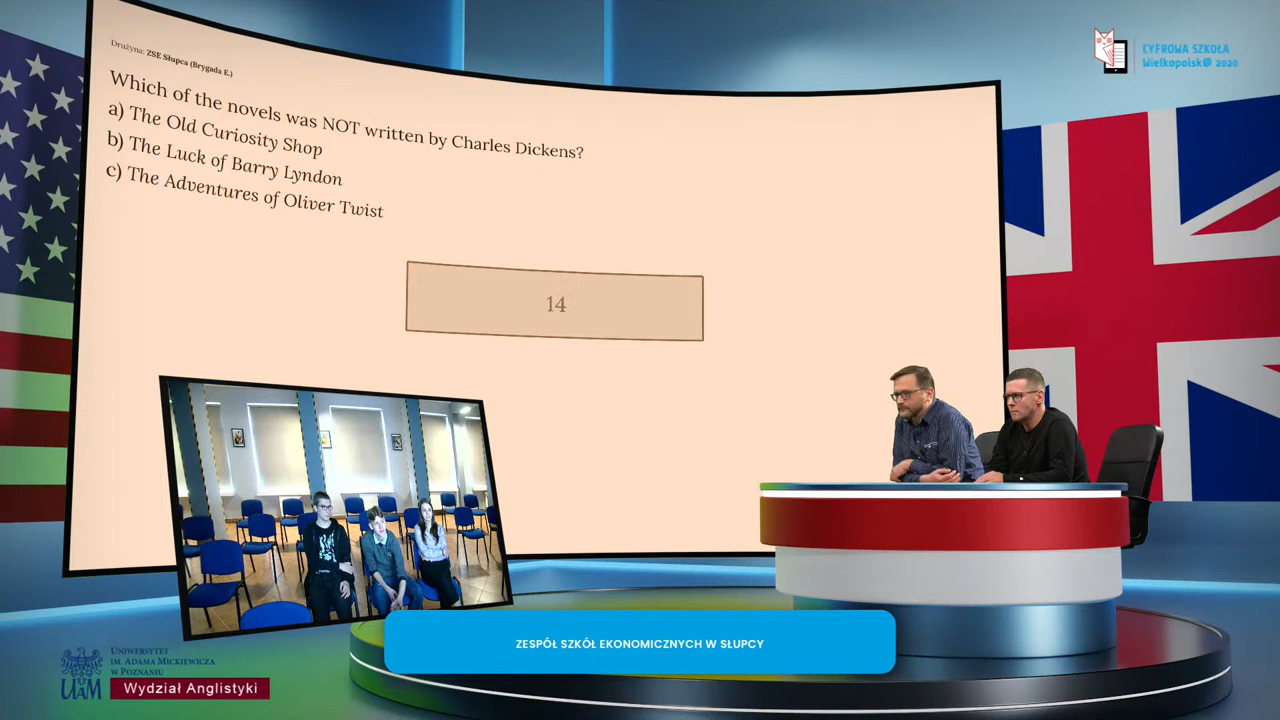 Drużyna: ZSE Słupca (Brygada E.)
Which of the novels was NOT written by Charles Dickens?
a) The Old Curiosity Shop
b) The Luck of Barry Lyndon
c) The Adventures of Oliver Twist
14
CYFROWA SZKOŁA
Wielkopolsk@ 2020
ZESPÓŁ SZKÓŁ EKONOMICZNYCH W SŁUPCY
UNIWERSYTET
IM. ADAMA MICKIEWICZA
W POZNANIU
UAM
Wydział Anglistyki